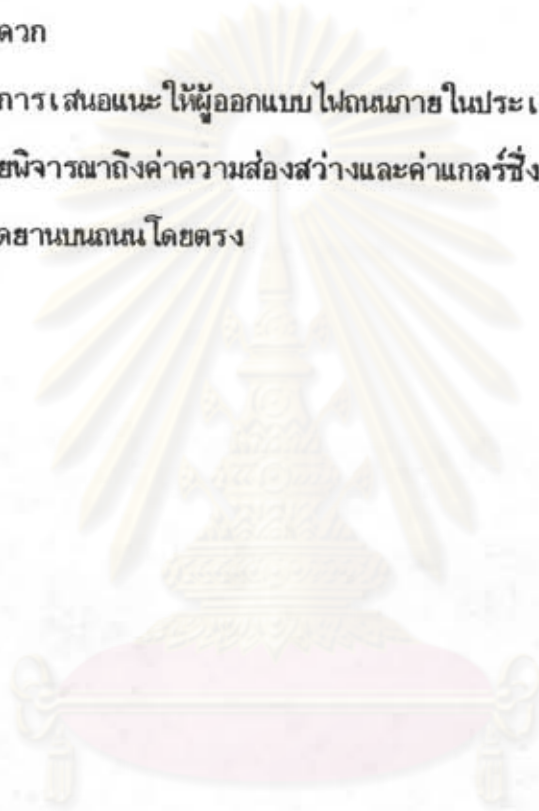 ดวก
การเสนอแนะให้ผู้ออกแบบไฟถนนภายในประเ
ยพิจารณาถึงค่าความส่องสว่างและค่าแกลร์ซึ่ง
ดยานบนถนนโดยตรง